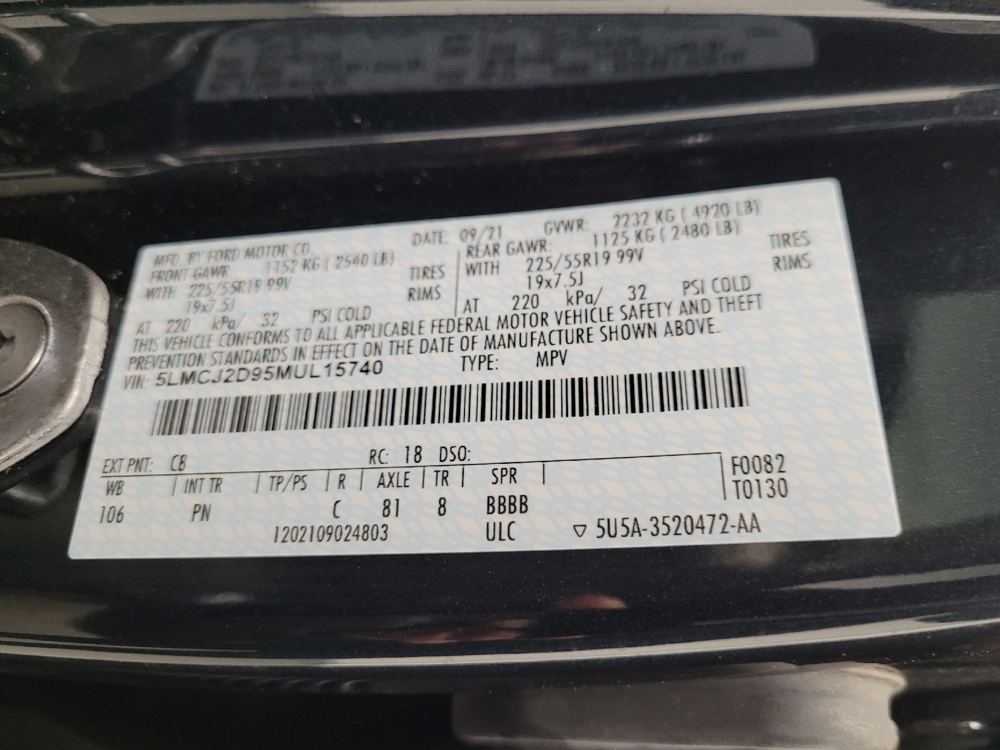 MFD. BY FORD MOTOR CO. DATE: 09/21 GVWR: 2232 KG ( 4920 LB)
FRONT GAWR: 1152 KG ( 2540 LB) REAR GAWR: 1125 KG ( 2480 LB)
WITH 225/55R19 99V TIRES WITH 225/55R19 99V TIRES
19x7.5J RIMS 19x7.5J RIMS
AT 220 kPa/ 32 PSI COLD AT 220 kPa/ 32 PSI COLD
THIS VEHICLE CONFORMS TO ALL APPLICABLE FEDERAL MOTOR VEHICLE SAFETY AND THEFT
PREVENTION STANDARDS IN EFFECT ON THE DATE OF MANUFACTURE SHOWN ABOVE.
VIN: 5LMCJ2D95MUL15740 TYPE: MPV
EXT PNT: CB RC: 18 DSO:
WB INT TR TP/PS R AXLE TR SPR F0082
106 PN C 81 8 BBBB T0130
1202109024803 ULC ▽ 5U5A-3520472-AA